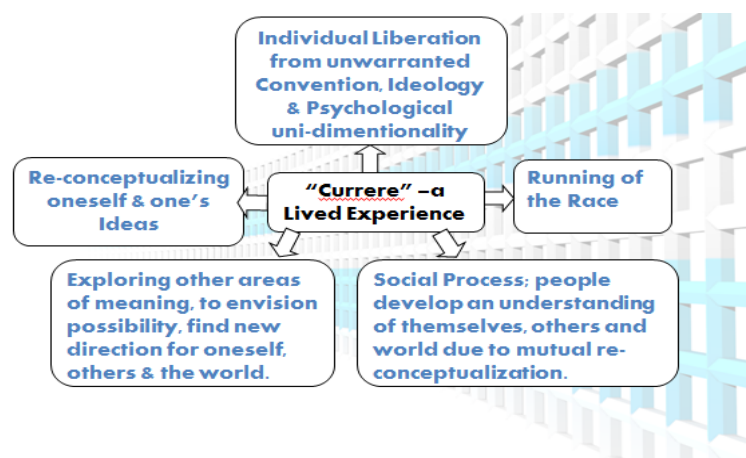 Individual Liberation
from unwarranted
Convention, Ideology
& Psychological
uni-dimentionality
Re-conceptualizing
oneself & one's
Ideas
“Currere” –a
Lived Experience
Running of
the Race
Exploring other areas
of meaning, to envision
possibility, find new
direction for oneself,
others & the world.
Social Process; people
develop an understanding
of themselves, others and
world due to mutual re-
conceptualization.